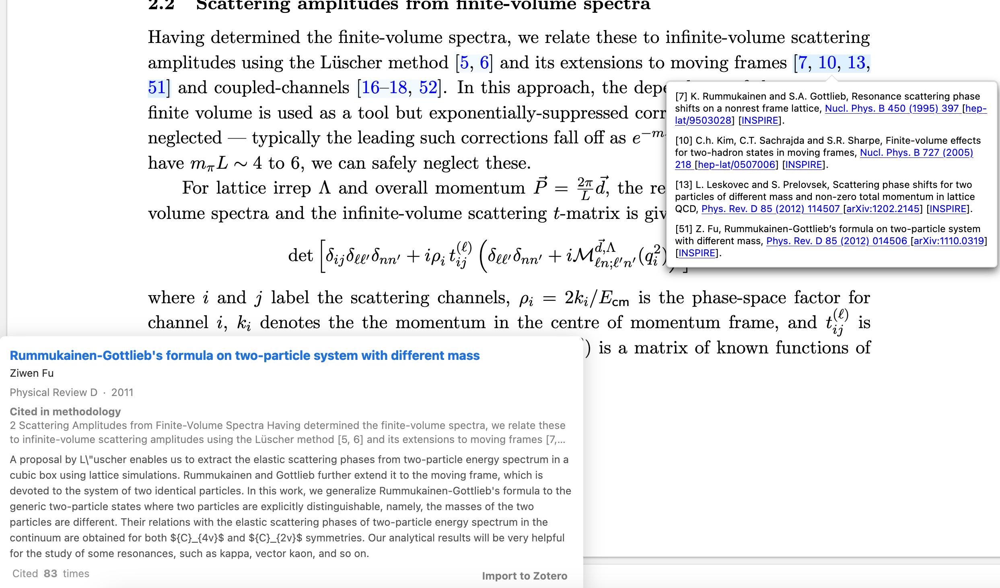 2.2 Scattering amplitudes from finite-volume spectra
Having determined the finite-volume spectra, we relate these to infinite-volume scattering
amplitudes using the Lüscher method [5, 6] and its extensions to moving frames [7, 10, 13,
51] and coupled-channels [16–18, 52]. In this approach, the
finite volume is used as a tool but exponentially-suppressed
neglected — typically the leading such corrections fall off as e^{−m
have m_π L ∼ 4 to 6, we can safely neglect these.
For lattice irrep Λ and overall momentum P⃗ = 2π/L d⃗, the
volume spectra and the infinite-volume scattering t-matrix is
det [ δ_{ij} δ_{ℓℓ′} δ_{nn′} + iρ_i t_{ij}^{(ℓ)} ( δ_{ℓℓ′} δ_{nn′} + iM_{ℓn;ℓ′n′}^{d⃗,Λ} (q_i^2) ) ]
where i and j label the scattering channels, ρ_i = 2k_i/E_cm is the phase-space factor for
channel i, k_i denotes the the momentum in the centre of momentum frame, and t_{ij}^{(ℓ)} is
) is a matrix of known functions of
[7] K. Rummukainen and S.A. Gottlieb, Resonance scattering phase
shifts on a nonrest frame lattice, Nucl. Phys. B 450 (1995) 397 [hep-
lat/9503028] [INSPIRE].
[10] C.h. Kim, C.T. Sachrajda and S.R. Sharpe, Finite-volume effects
for two-hadron states in moving frames, Nucl. Phys. B 727 (2005)
218 [hep-lat/0507006] [INSPIRE].
[13] L. Leskovec and S. Prelovsek, Scattering phase shifts for two
particles of different mass and non-zero total momentum in lattice
QCD, Phys. Rev. D 85 (2012) 114507 [arXiv:1202.2145] [INSPIRE].
[51] Z. Fu, Rummukainen-Gottlieb’s formula on two-particle system
with different mass, Phys. Rev. D 85 (2012) 014506 [arXiv:1110.0319]
[INSPIRE].
Rummukainen-Gottlieb's formula on two-particle system with different mass
Ziwen Fu
Physical Review D · 2011
Cited in methodology
2 Scattering Amplitudes from Finite-Volume Spectra Having determined the finite-volume spectra, we relate these
to infinite-volume scattering amplitudes using the Lüscher method [5, 6] and its extensions to moving frames [7,...
A proposal by L\"uscher enables us to extract the elastic scattering phases from two-particle energy spectrum in a
cubic box using lattice simulations. Rummukainen and Gottlieb further extend it to the moving frame, which is
devoted to the system of two identical particles. In this work, we generalize Rummukainen-Gottlieb's formula to the
generic two-particle states where two particles are explicitly distinguishable, namely, the masses of the two
particles are different. Their relations with the elastic scattering phases of two-particle energy spectrum in the
continuum are obtained for both ${C}_{4v}$ and ${C}_{2v}$ symmetries. Our analytical results will be very helpful
for the study of some resonances, such as kappa, vector kaon, and so on.
Cited 83 times
Import to Zotero